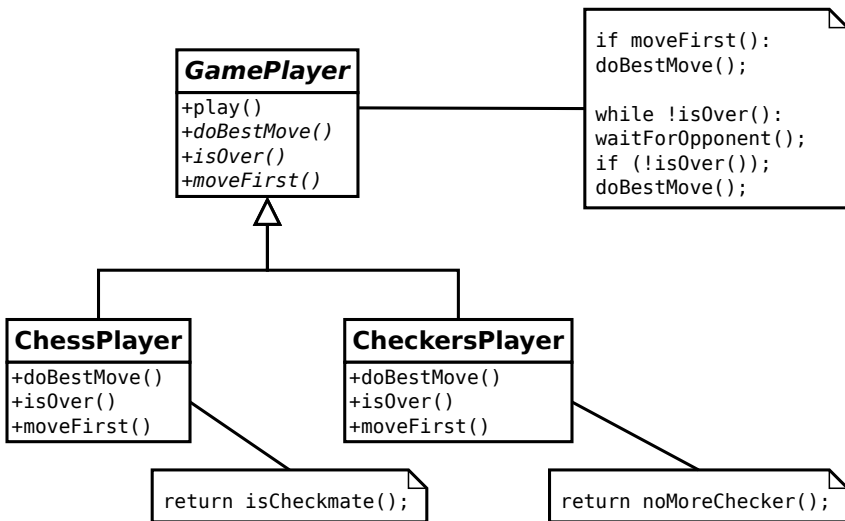 GamePlayer
+play()
+doBestMove()
+isOver()
+moveFirst()
if moveFirst():
doBestMove();
while !isOver():
waitForOpponent();
if (!isOver());
doBestMove();
ChessPlayer
+doBestMove()
+isOver()
+moveFirst()
CheckersPlayer
+doBestMove()
+isOver()
+moveFirst()
return isCheckmate();
return noMoreChecker();